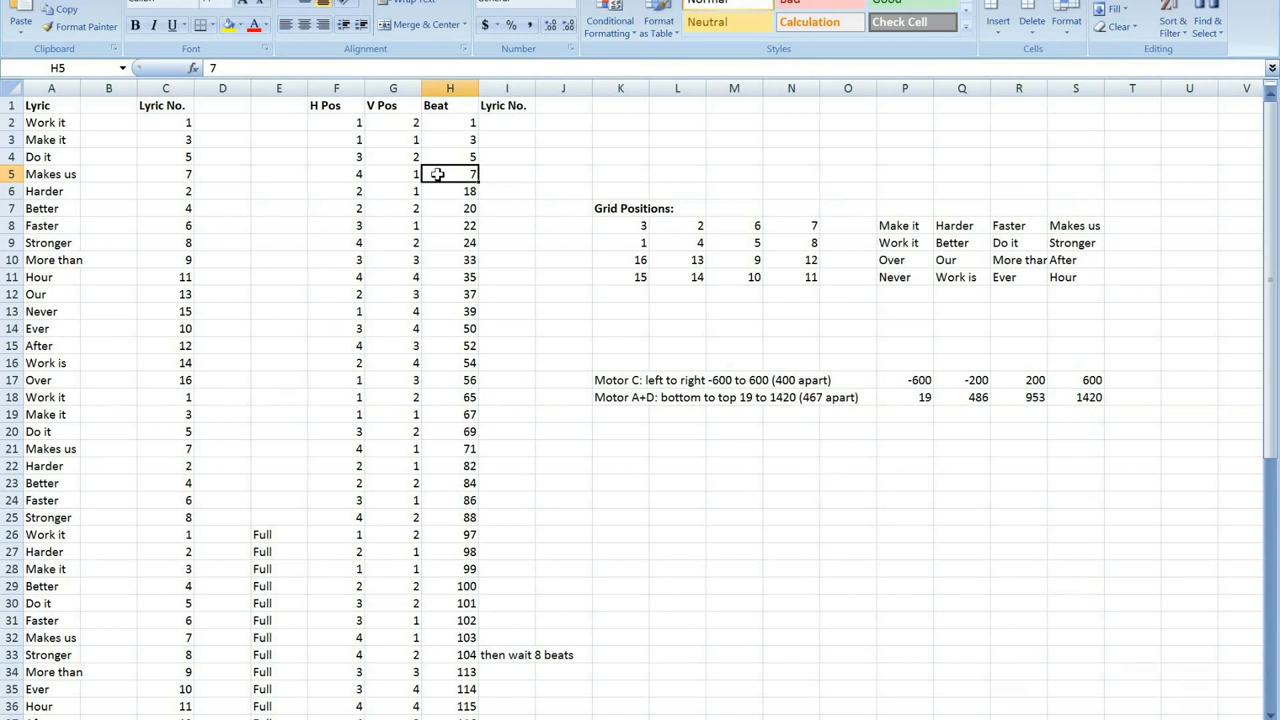 Copy
Format Painter
Paste
B I U
Merge & Center
$ % ,
Conditional Formatting
Format as Table
Normal
Bad
Good
Neutral
Calculation
Check Cell
Insert
Delete
Format
Fill
Clear
Sort & Filter
Find & Select
Clipboard
Font
Alignment
Number
Styles
Cells
Editing
H5 fx 7
A B C D E F G H I J K L M N O P Q R S T U V
1 Lyric Lyric No. H Pos V Pos Beat Lyric No.
2 Work it 1 1 2 1
3 Make it 3 1 1 3
4 Do it 5 3 2 5
5 Makes us 7 4 1 7
6 Harder 2 2 1 18
7 Better 4 2 2 20 Grid Positions:
8 Faster 6 3 1 22 3 2 6 7 Make it Harder Faster Makes us
9 Stronger 8 4 2 24 1 4 5 8 Work it Better Do it Stronger
10 More than 9 3 3 33 16 13 9 12 Over Our More thar After
11 Hour 11 4 4 35 15 14 10 11 Never Work is Ever Hour
12 Our 13 2 3 37
13 Never 15 1 4 39
14 Ever 10 3 4 50
15 After 12 4 3 52
16 Work is 14 2 4 54
17 Over 16 1 3 56 Motor C: left to right -600 to 600 (400 apart) -600 -200 200 600
18 Work it 1 1 2 65 Motor A+D: bottom to top 19 to 1420 (467 apart) 19 486 953 1420
19 Make it 3 1 1 67
20 Do it 5 3 2 69
21 Makes us 7 4 1 71
22 Harder 2 2 1 82
23 Better 4 2 2 84
24 Faster 6 3 1 86
25 Stronger 8 4 2 88
26 Work it 1 Full 1 2 97
27 Harder 2 Full 2 1 98
28 Make it 3 Full 1 1 99
29 Better 4 Full 2 2 100
30 Do it 5 Full 3 2 101
31 Faster 6 Full 3 1 102
32 Makes us 7 Full 4 1 103
33 Stronger 8 Full 4 2 104 then wait 8 beats
34 More than 9 Full 3 3 113
35 Ever 10 Full 3 4 114
36 Hour 11 Full 4 4 115